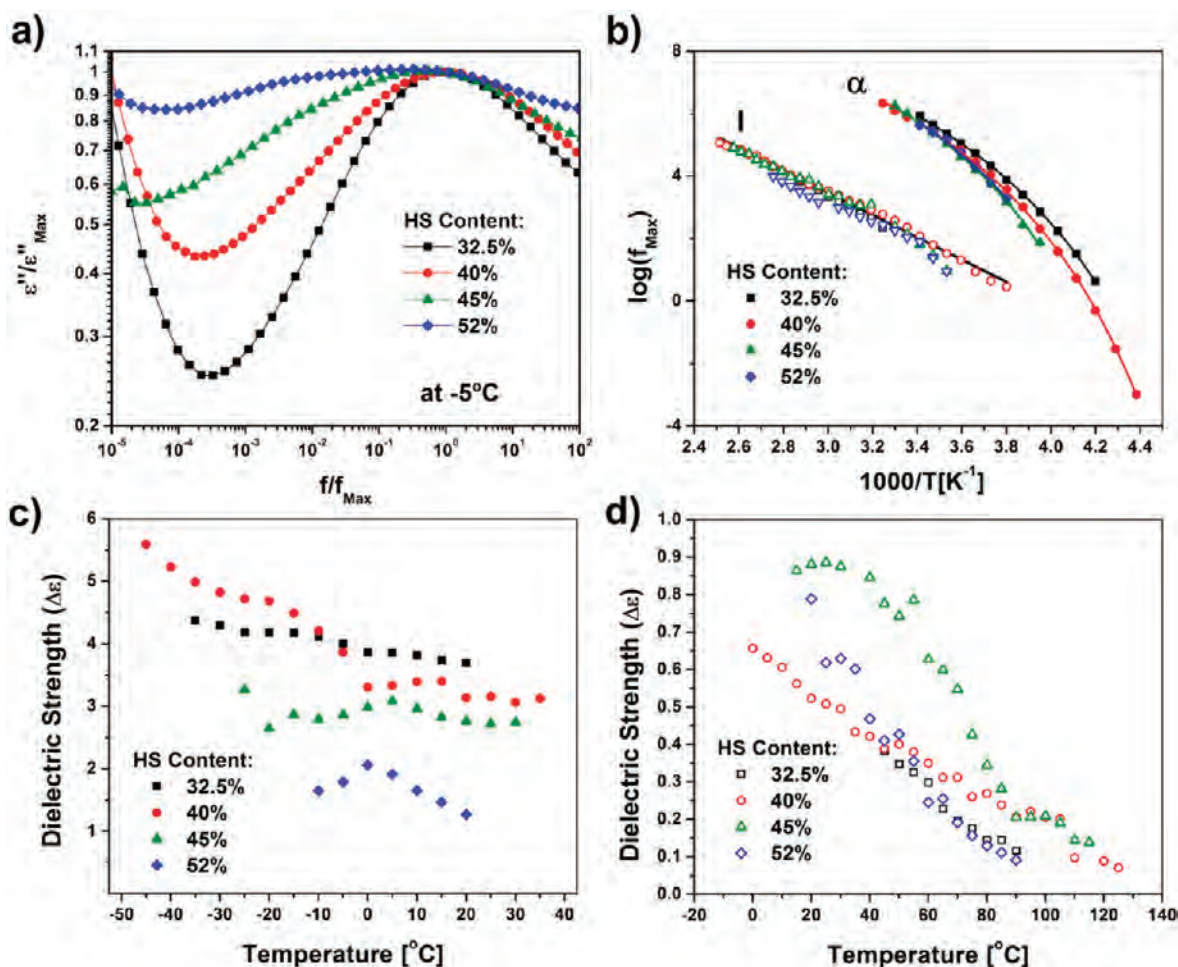 a)
1.1
1
0.9
0.8
0.7
0.6
0.5
0.4
0.3
0.2
ε''/ε''Max
HS Content:
32.5%
40%
45%
52%
at -5°C
10⁻⁵ 10⁻⁴ 10⁻³ 10⁻² 10⁻¹ 10⁰ 10¹ 10²
f/fMax
b)
8
4
0
-4
log(fMax)
α
I
HS Content:
32.5%
40%
45%
52%
2.4 2.6 2.8 3.0 3.2 3.4 3.6 3.8 4.0 4.2 4.4
1000/T[K⁻¹]
c)
6
5
4
3
2
1
Dielectric Strength (Δε)
HS Content:
32.5%
40%
45%
52%
-50 -40 -30 -20 -10 0 10 20 30 40
Temperature [°C]
d)
1.0
0.9
0.8
0.7
0.6
0.5
0.4
0.3
0.2
0.1
0.0
Dielectric Strength (Δε)
HS Content:
32.5%
40%
45%
52%
-20 0 20 40 60 80 100 120 140
Temperature [°C]